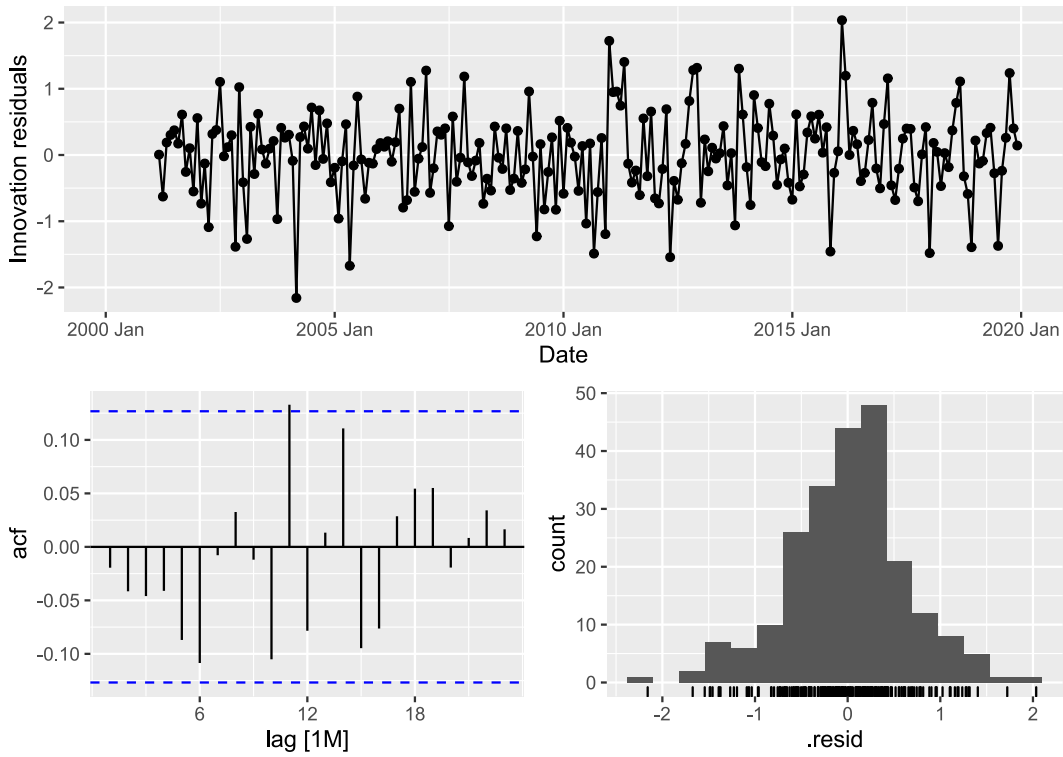 Innovation residuals
2
1
0
-1
-2
2000 Jan 2005 Jan 2010 Jan 2015 Jan 2020 Jan
Date
acf
0.10
0.05
0.00
-0.05
-0.10
6 12 18
lag [1M]
count
50
40
30
20
10
0
-2 -1 0 1 2
.resid